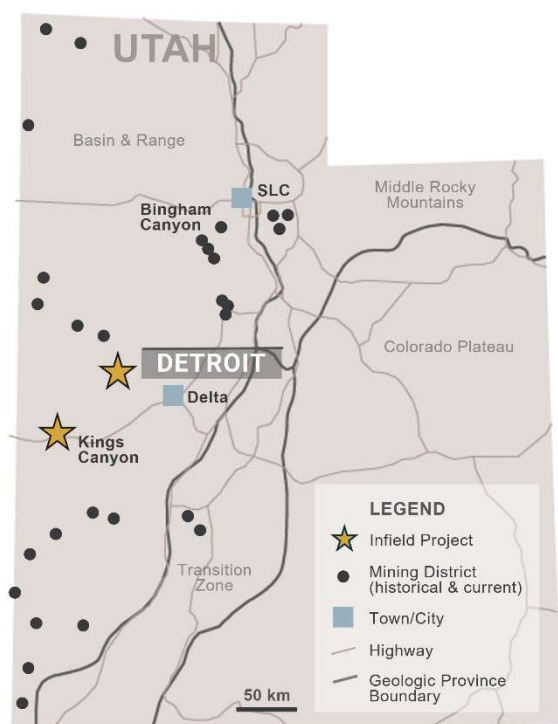 UTAH
Basin & Range
SLC
Bingham
Canyon
Middle Rocky
Mountains
Colorado Plateau
DETROIT
Delta
Kings
Canyon
Transition
Zone
50 km
LEGEND
Infield Project
Mining District
(historical & current)
Town/City
Highway
Geologic Province
Boundary